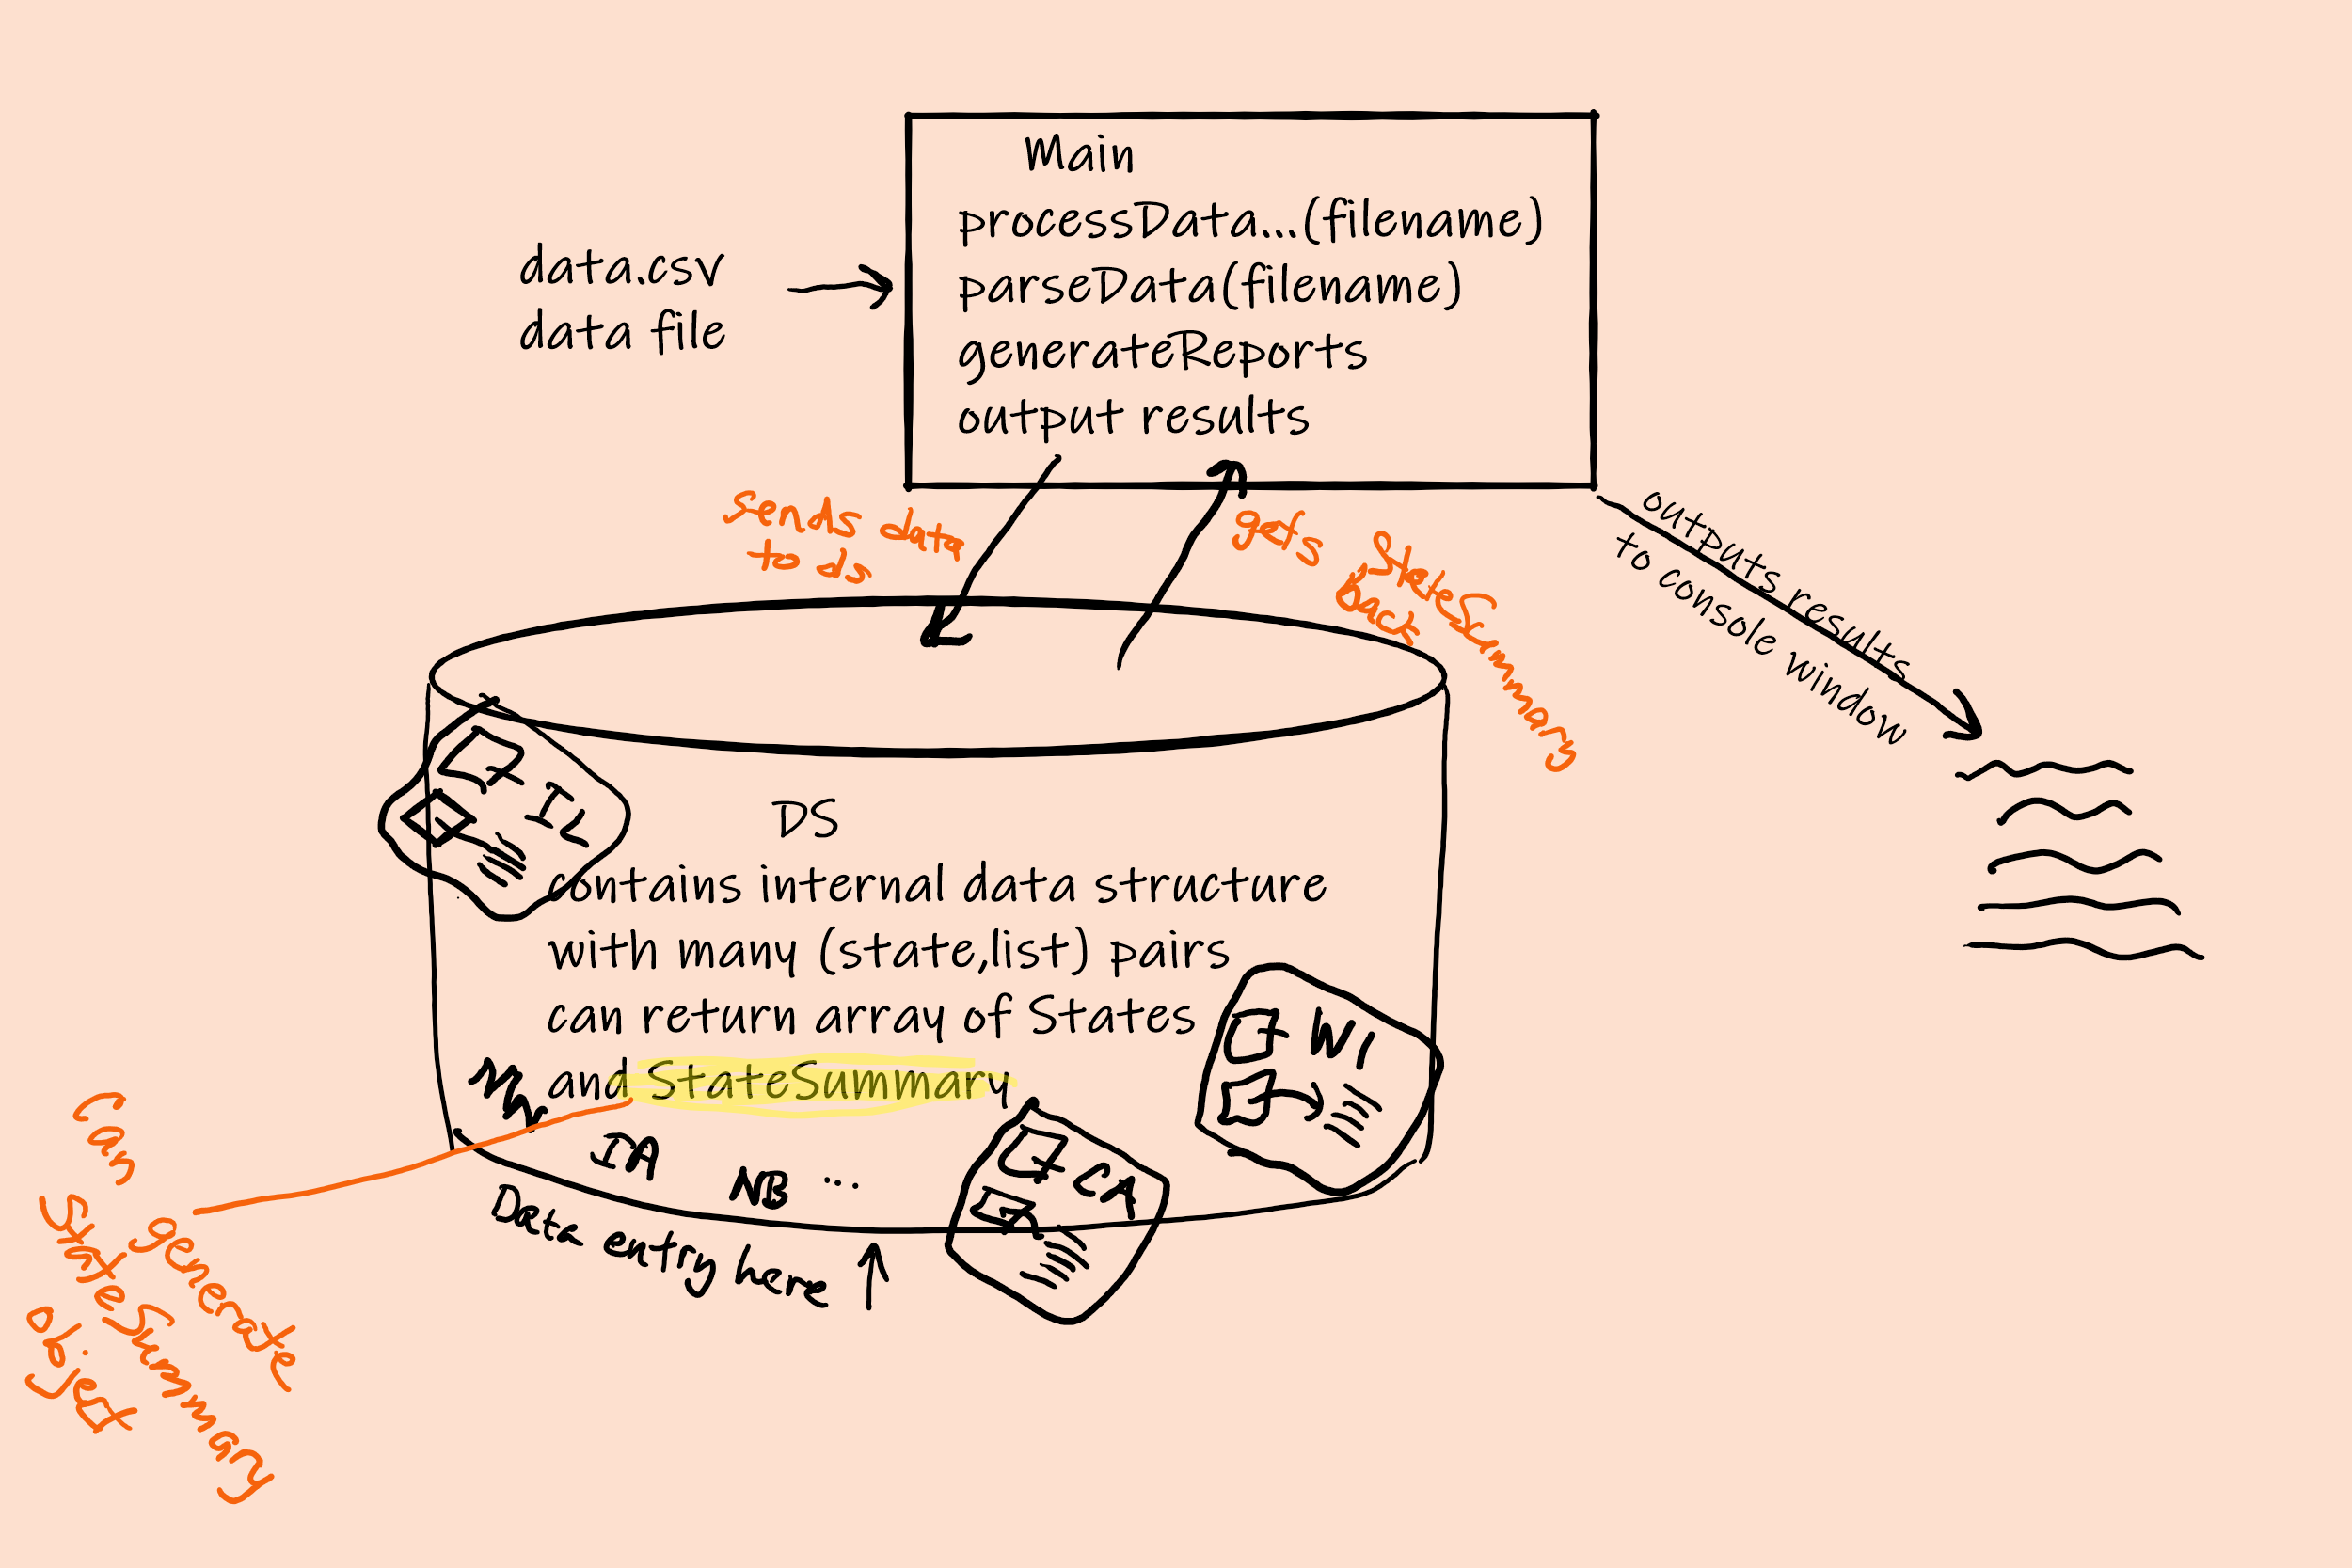 Main
processData...(filename)
parseData(filename)
generateReports
output results
data.csv
data file
sends data
to ds
gets StateSummary
back
outputs results
to console window
IL
DS
contains internal data structure
with many (state,list) pairs
can return array of States
and StateSummary
WI
MN
IA
NB ...
CA
Data entry here
Can generate
StateSummary
object